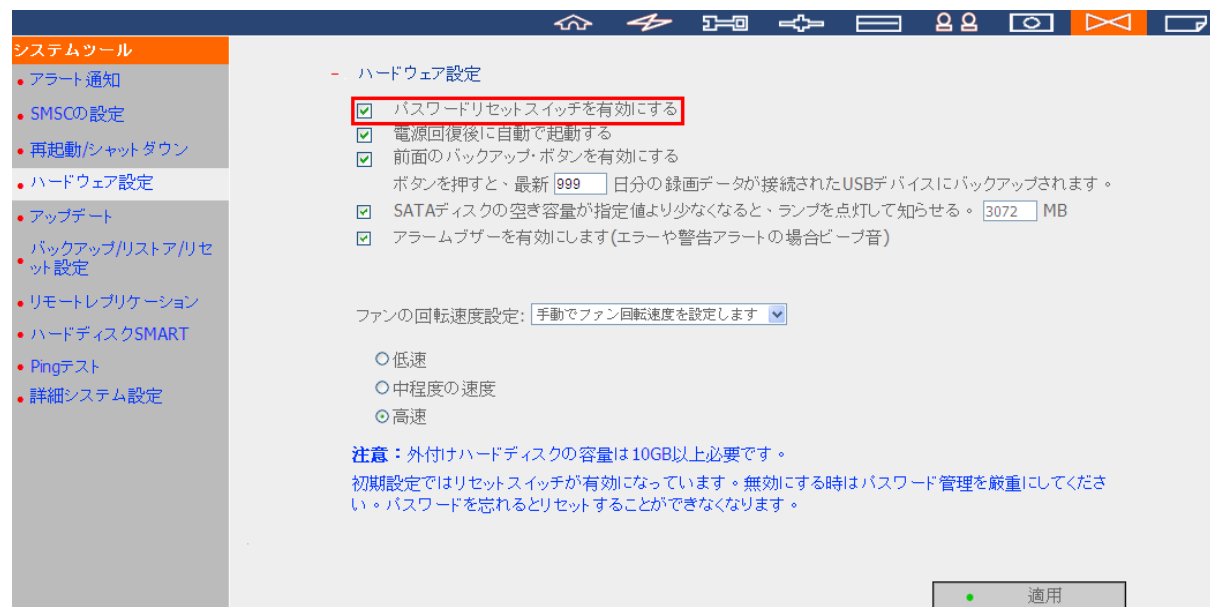 システムツール
アラート通知
SMSCの設定
再起動/シャットダウン
ハードウェア設定
アップデート
バックアップ/リストア/リセ
ット設定
リモートレプリケーション
ハードディスクSMART
Pingテスト
詳細システム設定
- ハードウェア設定
パスワードリセットスイッチを有効にする
電源回復後に自動で起動する
前面のバックアップ・ボタンを有効にする
ボタンを押すと、最新 999 日分の録画データが接続されたUSBデバイスにバックアップされます。
SATAディスクの空き容量が指定値より少なくなると、ランプを点灯して知らせる。 3072 MB
アラームブザーを有効にします(エラーや警告アラートの場合ビープ音)
ファンの回転速度設定: 手動でファン回転速度を設定します
低速
中程度の速度
高速
注意：外付けハードディスクの容量は10GB以上必要です。
初期設定ではリセットスイッチが有効になっています。無効にする時はパスワード管理を厳重にしてくださ
い。パスワードを忘れるとリセットすることができなくなります。
適用